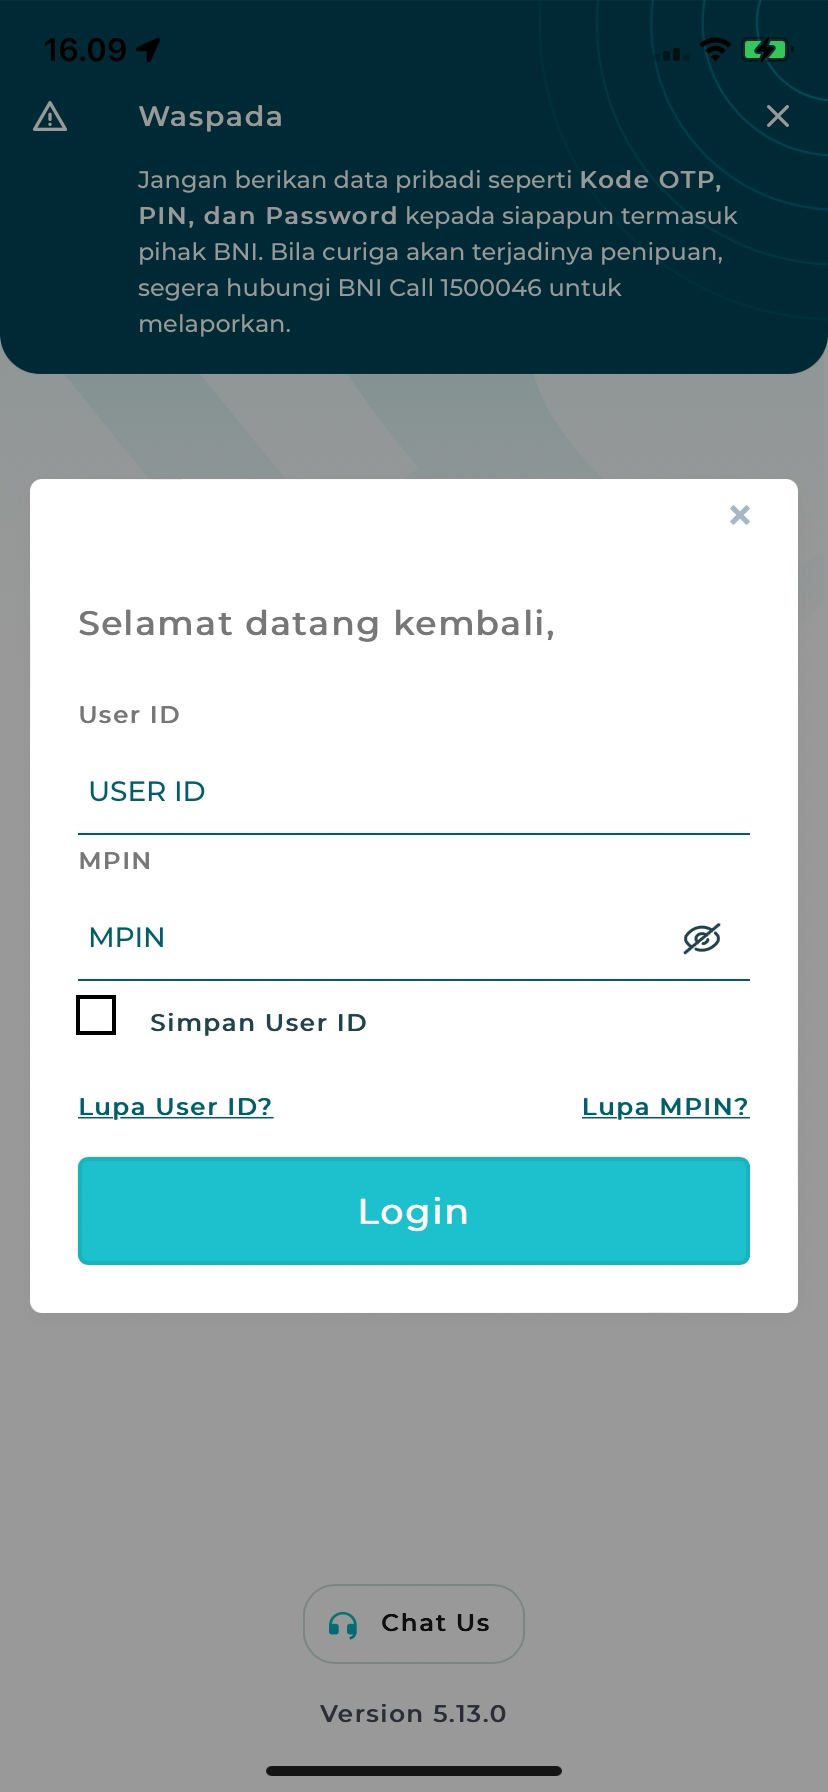 16.09
Waspada
Jangan berikan data pribadi seperti Kode OTP,
PIN, dan Password kepada siapapun termasuk
pihak BNI. Bila curiga akan terjadinya penipuan,
segera hubungi BNI Call 1500046 untuk
melaporkan.
Selamat datang kembali,
User ID
USER ID
MPIN
MPIN
Simpan User ID
Lupa User ID? Lupa MPIN?
Login
Chat Us
Version 5.13.0